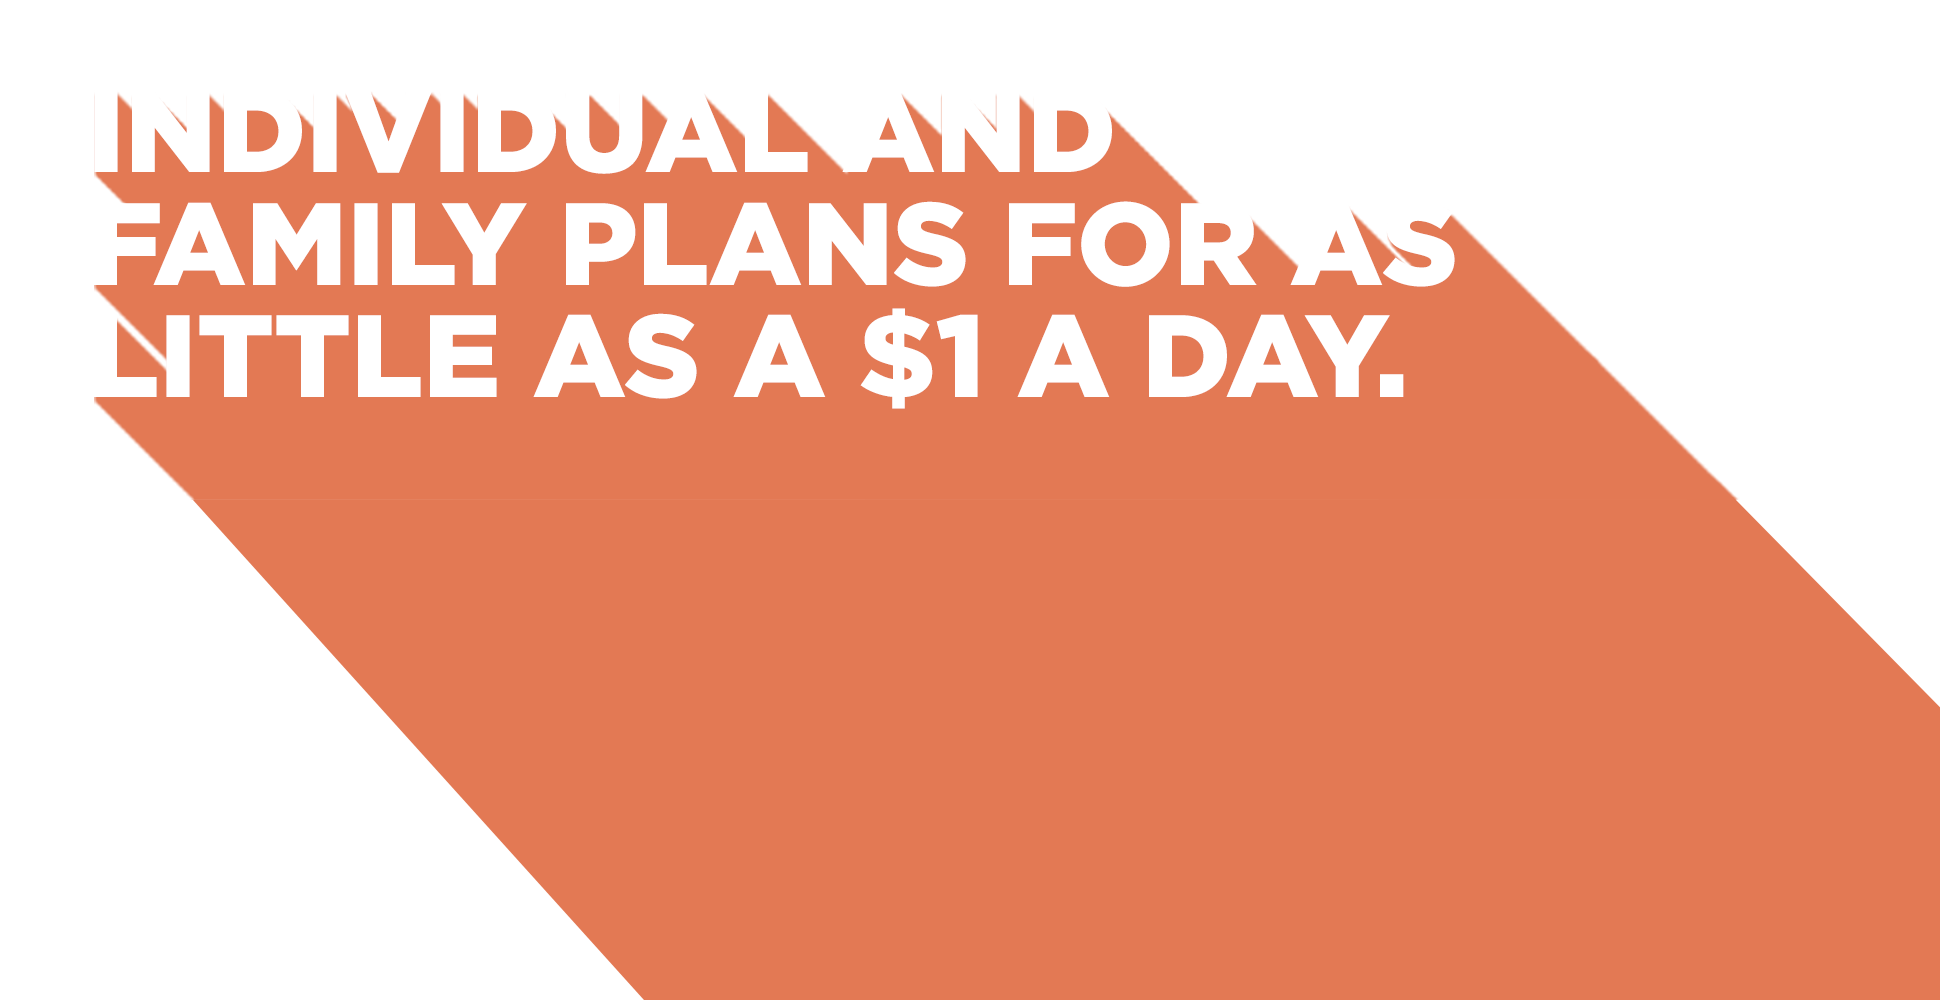 INDIVIDUAL AND
FAMILY PLANS FOR AS
LITTLE AS A $1 A DAY.